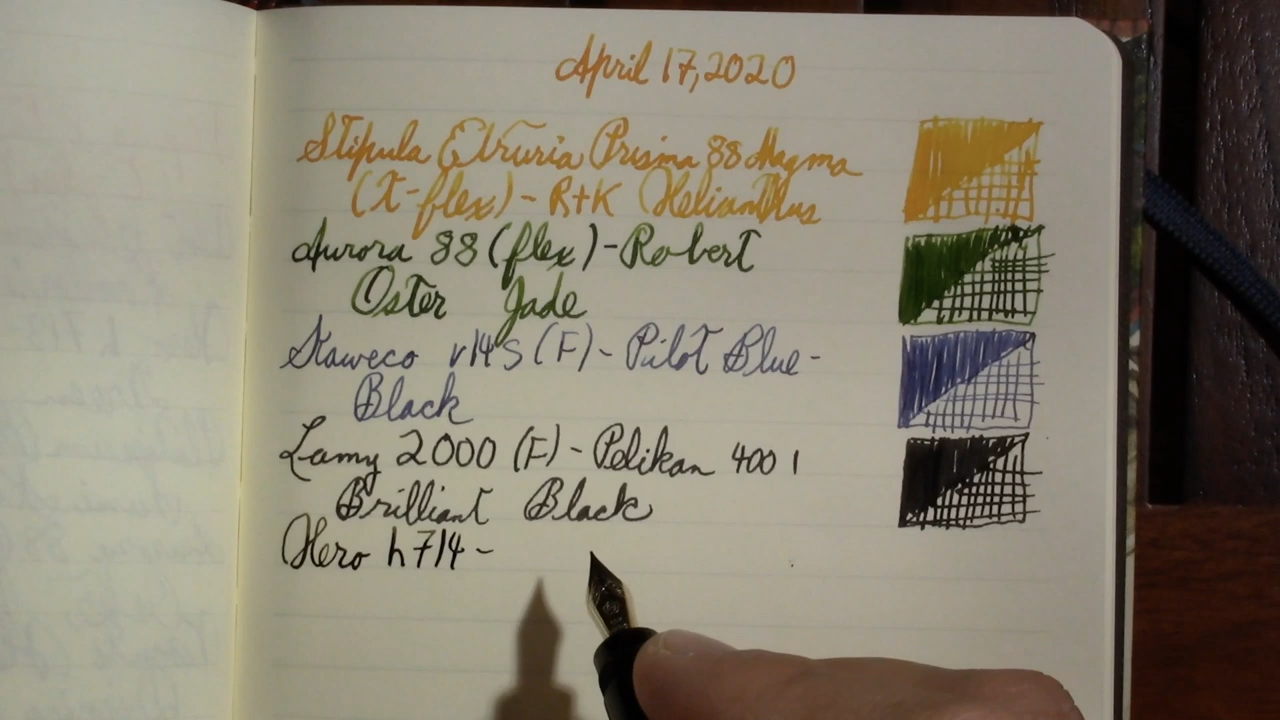 April 17, 2020
Stipula Etruria Prisma 88 Magma
(T-flex) - R+K Helianthus
Aurora 88 (flex) - Robert
Oster Jade
Kaweco v14s (F) - Pilot Blue-
Black
Lamy 2000 (F) - Pelikan 4001
Brilliant Black
Hero h714 -